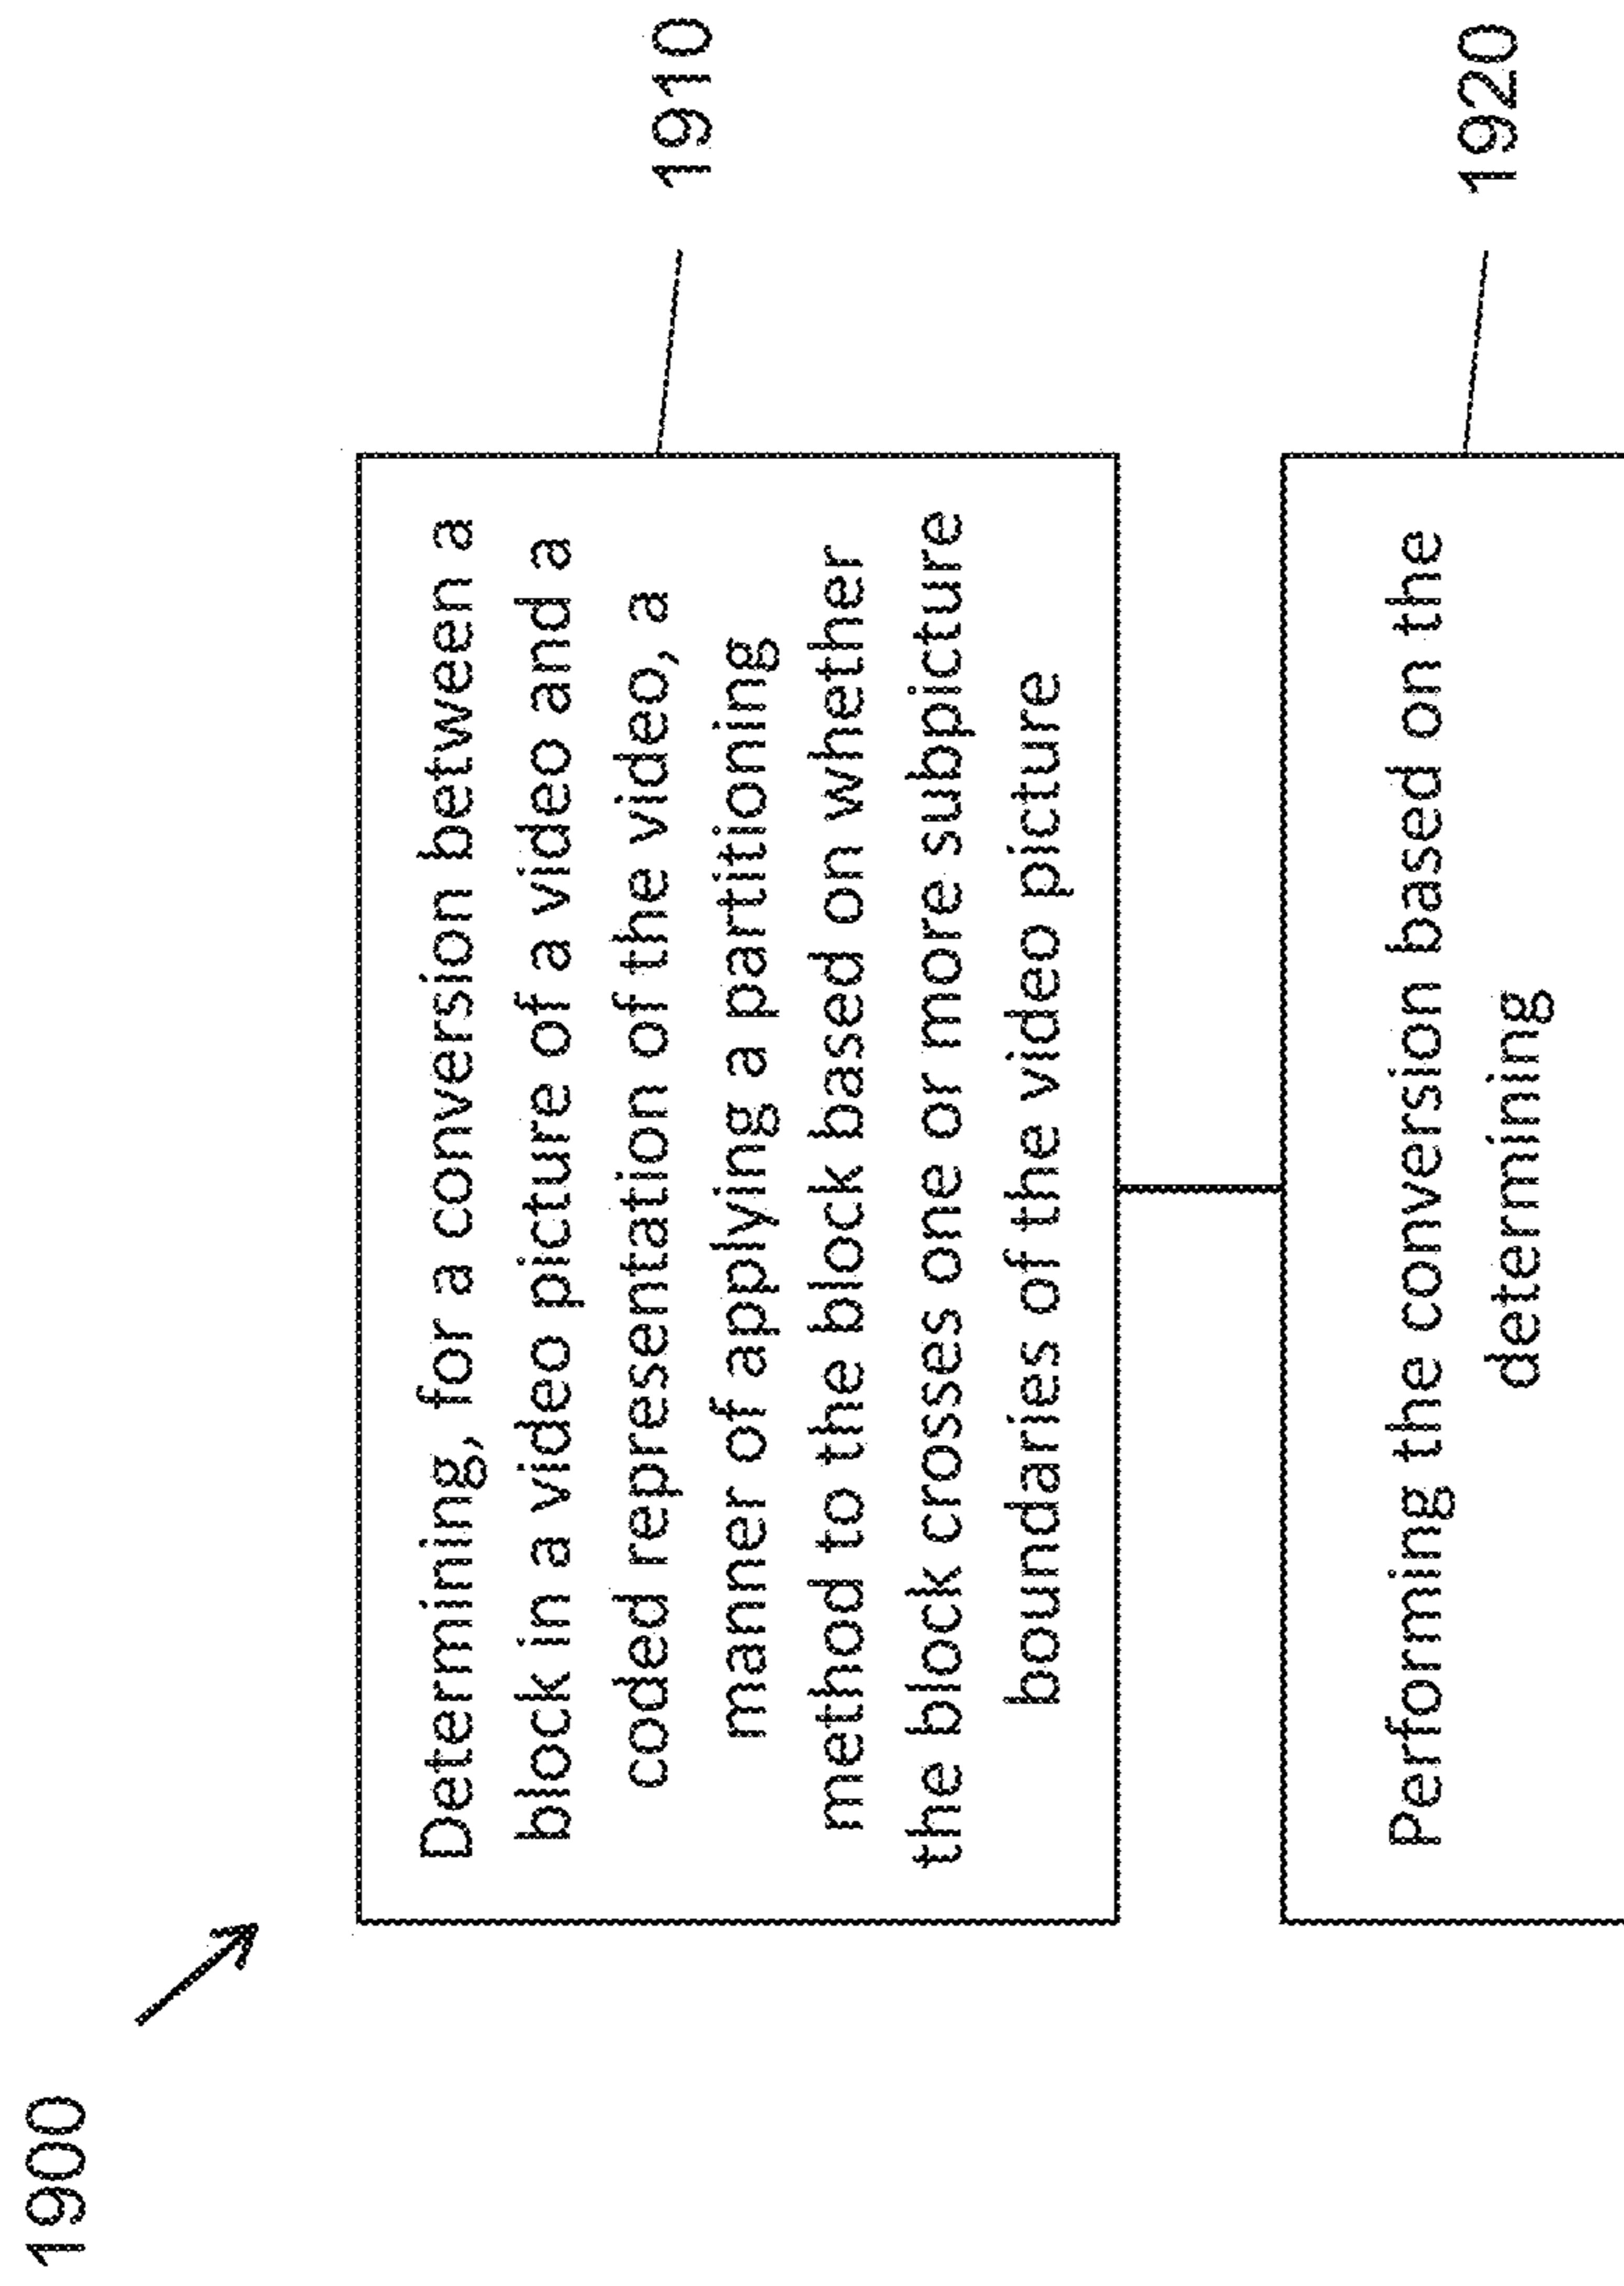 1900
Determining, for a conversion between a
block in a video picture of a video and a
coded representation of the video, a
manner of applying a partitioning
method to the block based on whether
the block crosses one or more subpicture
boundaries of the video picture
1910
Performing the conversion based on the
determining
1920